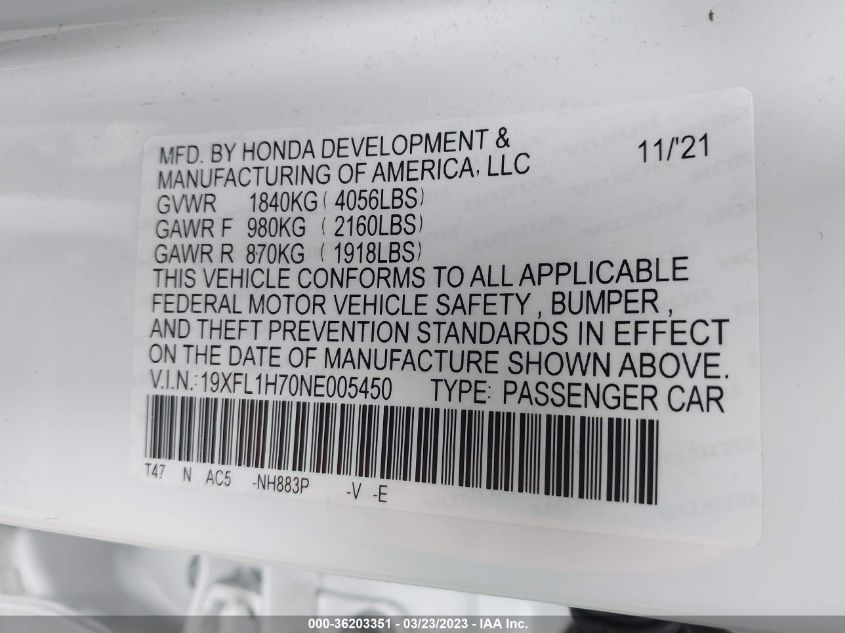 MFD. BY HONDA DEVELOPMENT & 11/'21
MANUFACTURING OF AMERICA, LLC
GVWR 1840KG ( 4056LBS)
GAWR F 980KG ( 2160LBS)
GAWR R 870KG ( 1918LBS)
THIS VEHICLE CONFORMS TO ALL APPLICABLE
FEDERAL MOTOR VEHICLE SAFETY , BUMPER ,
AND THEFT PREVENTION STANDARDS IN EFFECT
ON THE DATE OF MANUFACTURE SHOWN ABOVE.
V.I.N.:19XFL1H70NE005450 TYPE: PASSENGER CAR
T47 N AC5 -NH883P -V -E
000-36203351 — 03/23/2023 — IAA Inc.